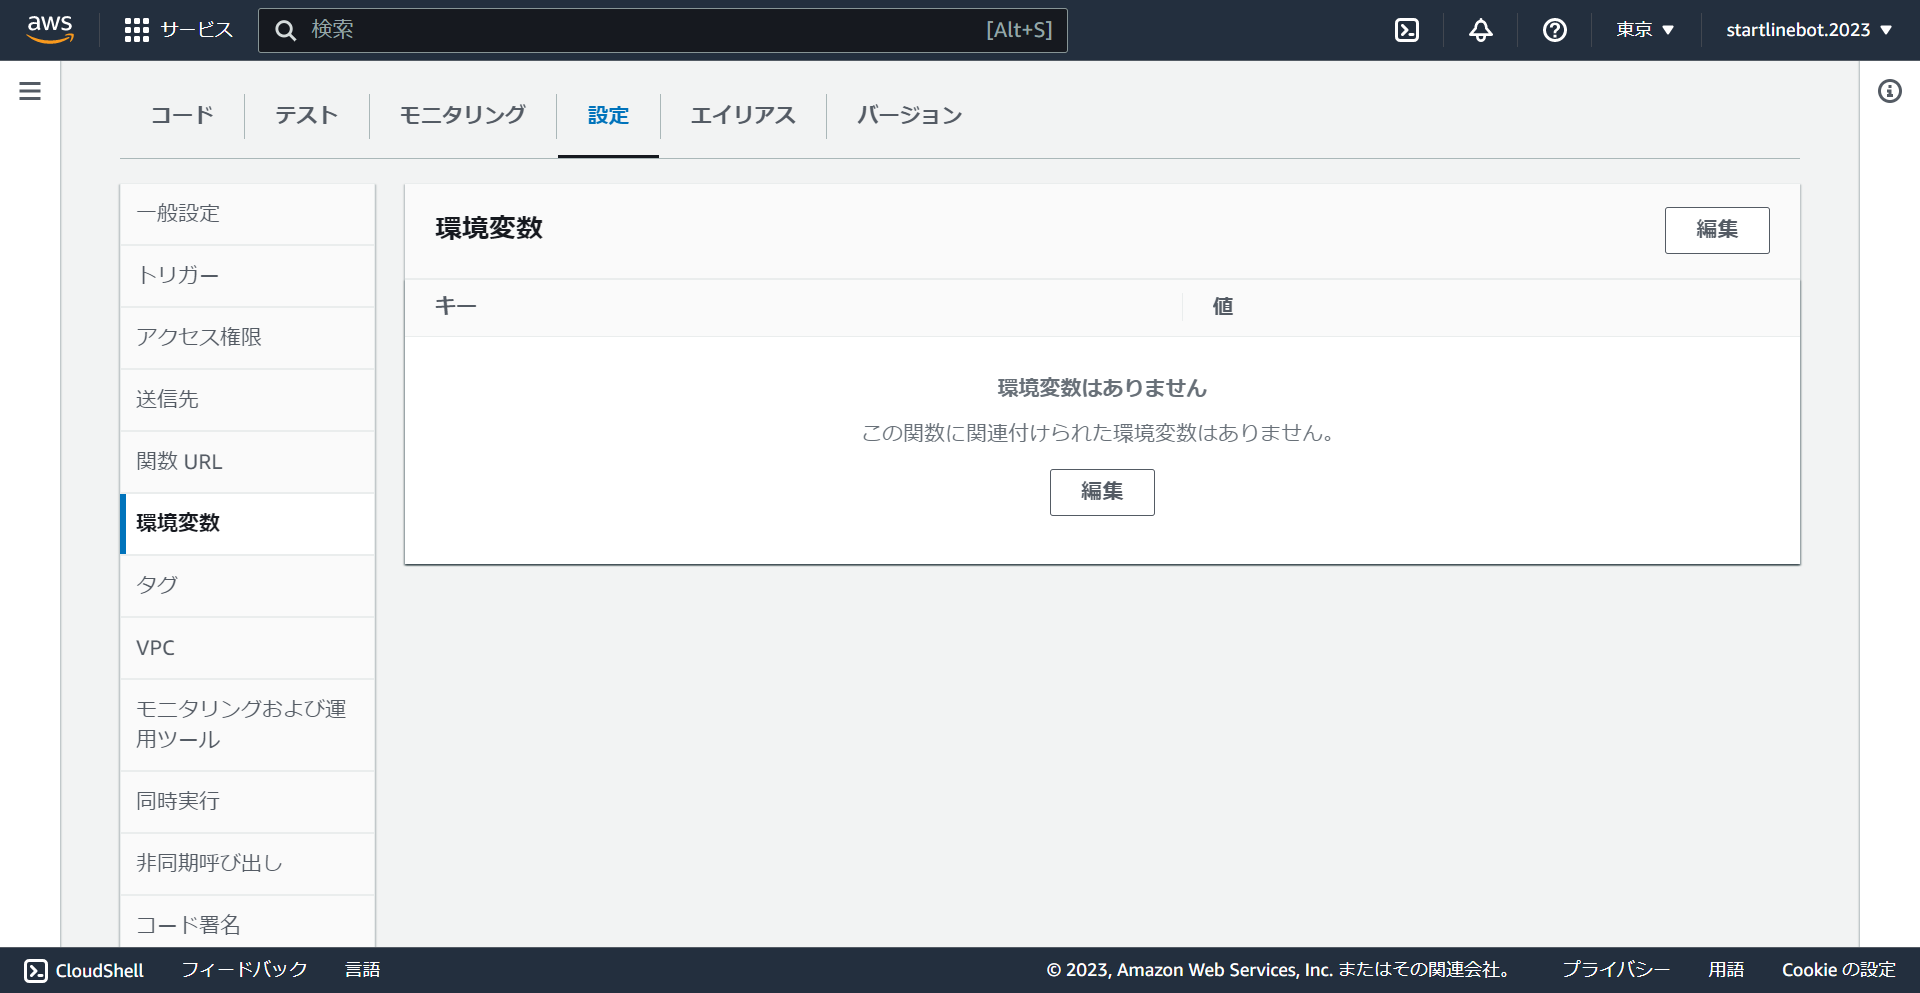 aws
サービス
検索
[Alt+S]
東京
startlinebot.2023
コード
テスト
モニタリング
設定
エイリアス
バージョン
一般設定
トリガー
アクセス権限
送信先
関数 URL
環境変数
タグ
VPC
モニタリングおよび運
用ツール
同時実行
非同期呼び出し
コード署名
環境変数
編集
キー
値
環境変数はありません
この関数に関連付けられた環境変数はありません。
編集
CloudShell
フィードバック
言語
© 2023, Amazon Web Services, Inc. またはその関連会社。
プライバシー
用語
Cookie の設定